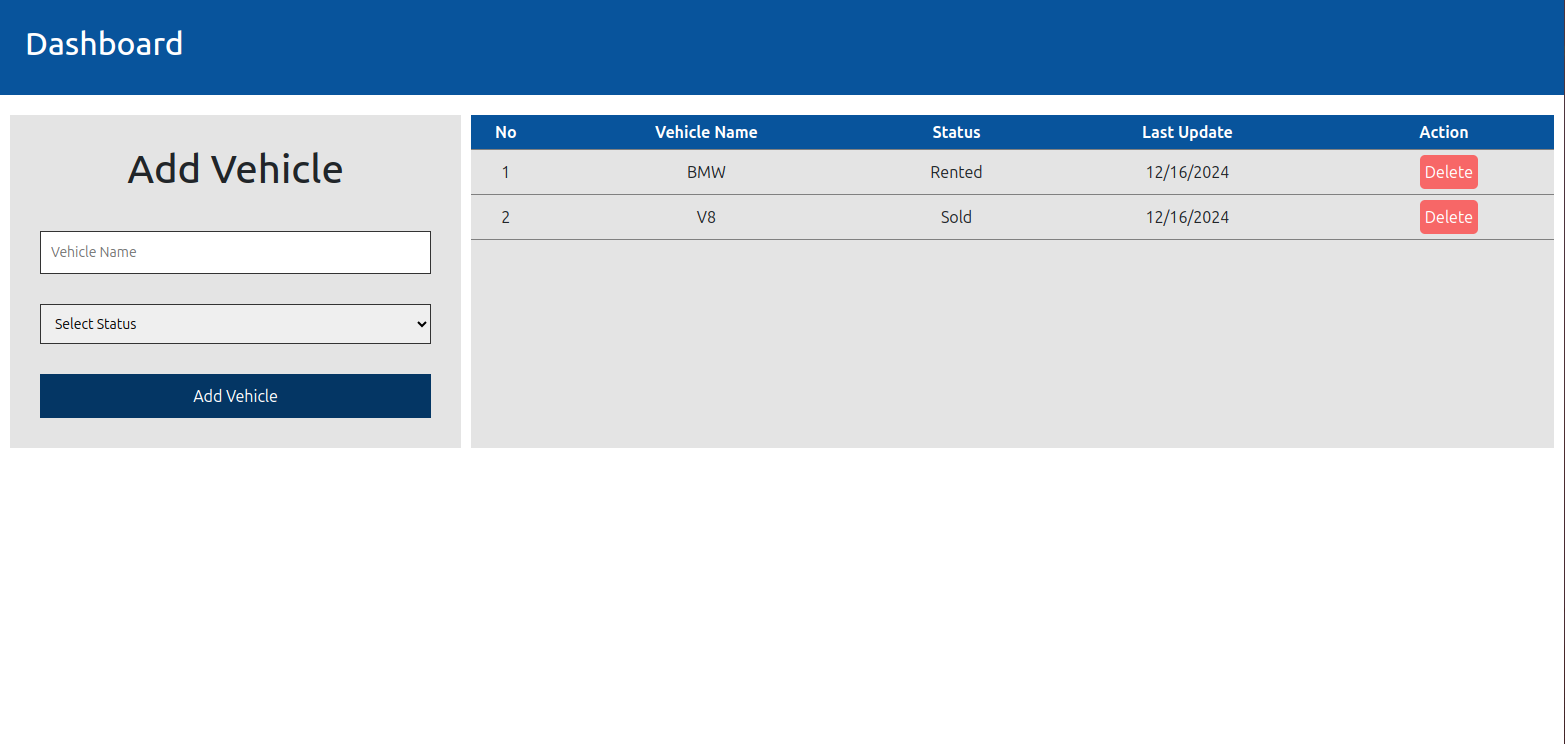 Dashboard
Add Vehicle
Vehicle Name
Select Status
Add Vehicle
No Vehicle Name Status Last Update Action
1 BMW Rented 12/16/2024 Delete
2 V8 Sold 12/16/2024 Delete